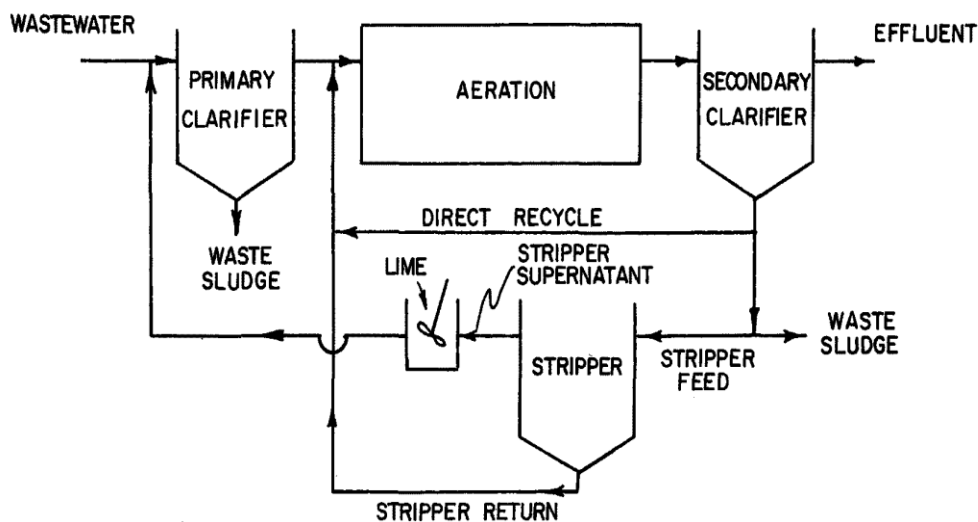 WASTEWATER
EFFLUENT
PRIMARY
CLARIFIER
AERATION
SECONDARY
CLARIFIER
DIRECT RECYCLE
WASTE
SLUDGE
LIME
STRIPPER
SUPERNATANT
STRIPPER
STRIPPER
FEED
WASTE
SLUDGE
STRIPPER RETURN